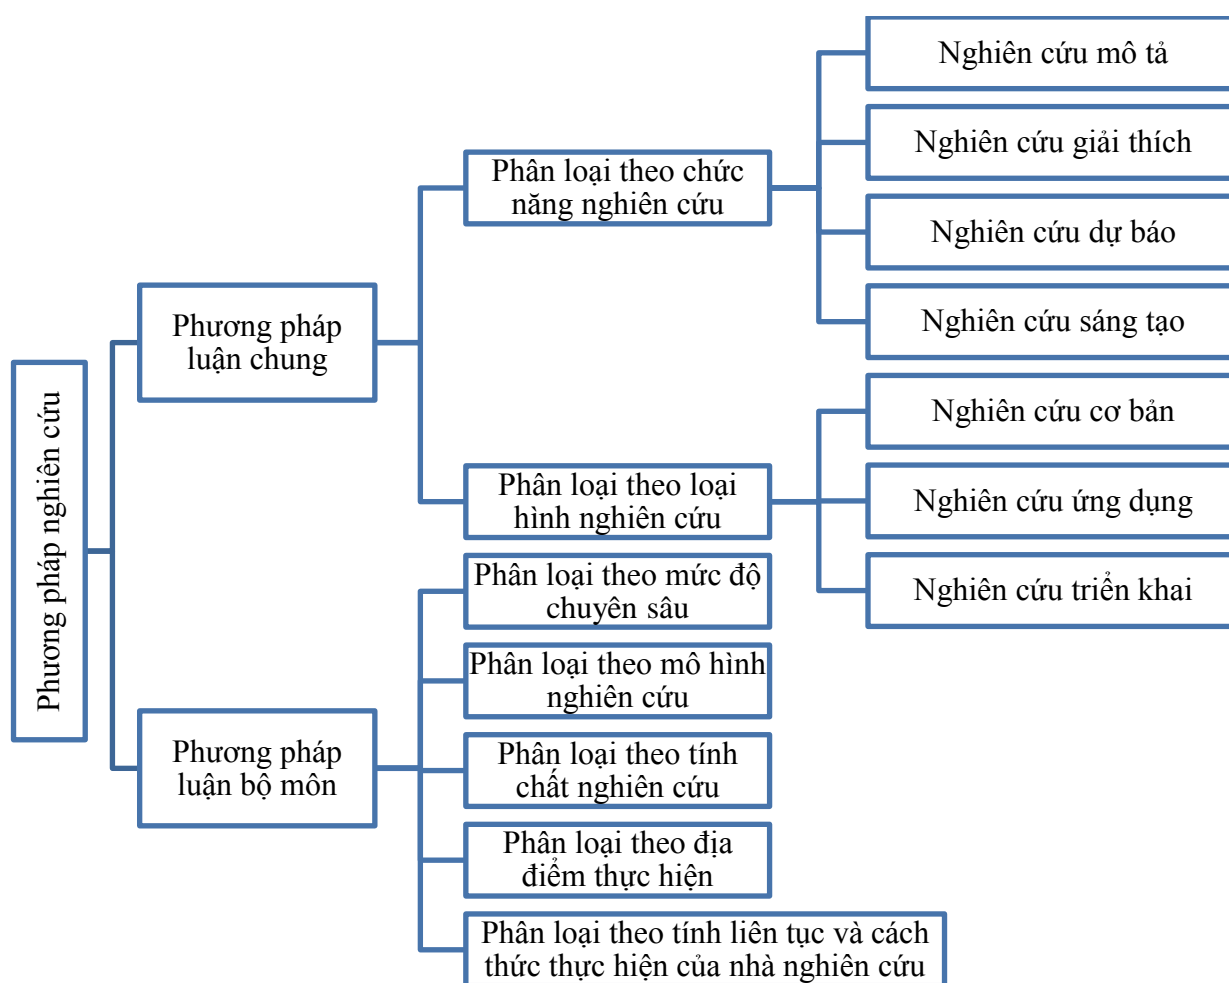 Phương pháp nghiên cứu
Phương pháp
luận chung
Phân loại theo chức
năng nghiên cứu
Nghiên cứu mô tả
Nghiên cứu giải thích
Nghiên cứu dự báo
Nghiên cứu sáng tạo
Phân loại theo loại
hình nghiên cứu
Nghiên cứu cơ bản
Nghiên cứu ứng dụng
Nghiên cứu triển khai
Phương pháp
luận bộ môn
Phân loại theo mức độ
chuyên sâu
Phân loại theo mô hình
nghiên cứu
Phân loại theo tính
chất nghiên cứu
Phân loại theo địa
điểm thực hiện
Phân loại theo tính liên tục và cách
thức thực hiện của nhà nghiên cứu